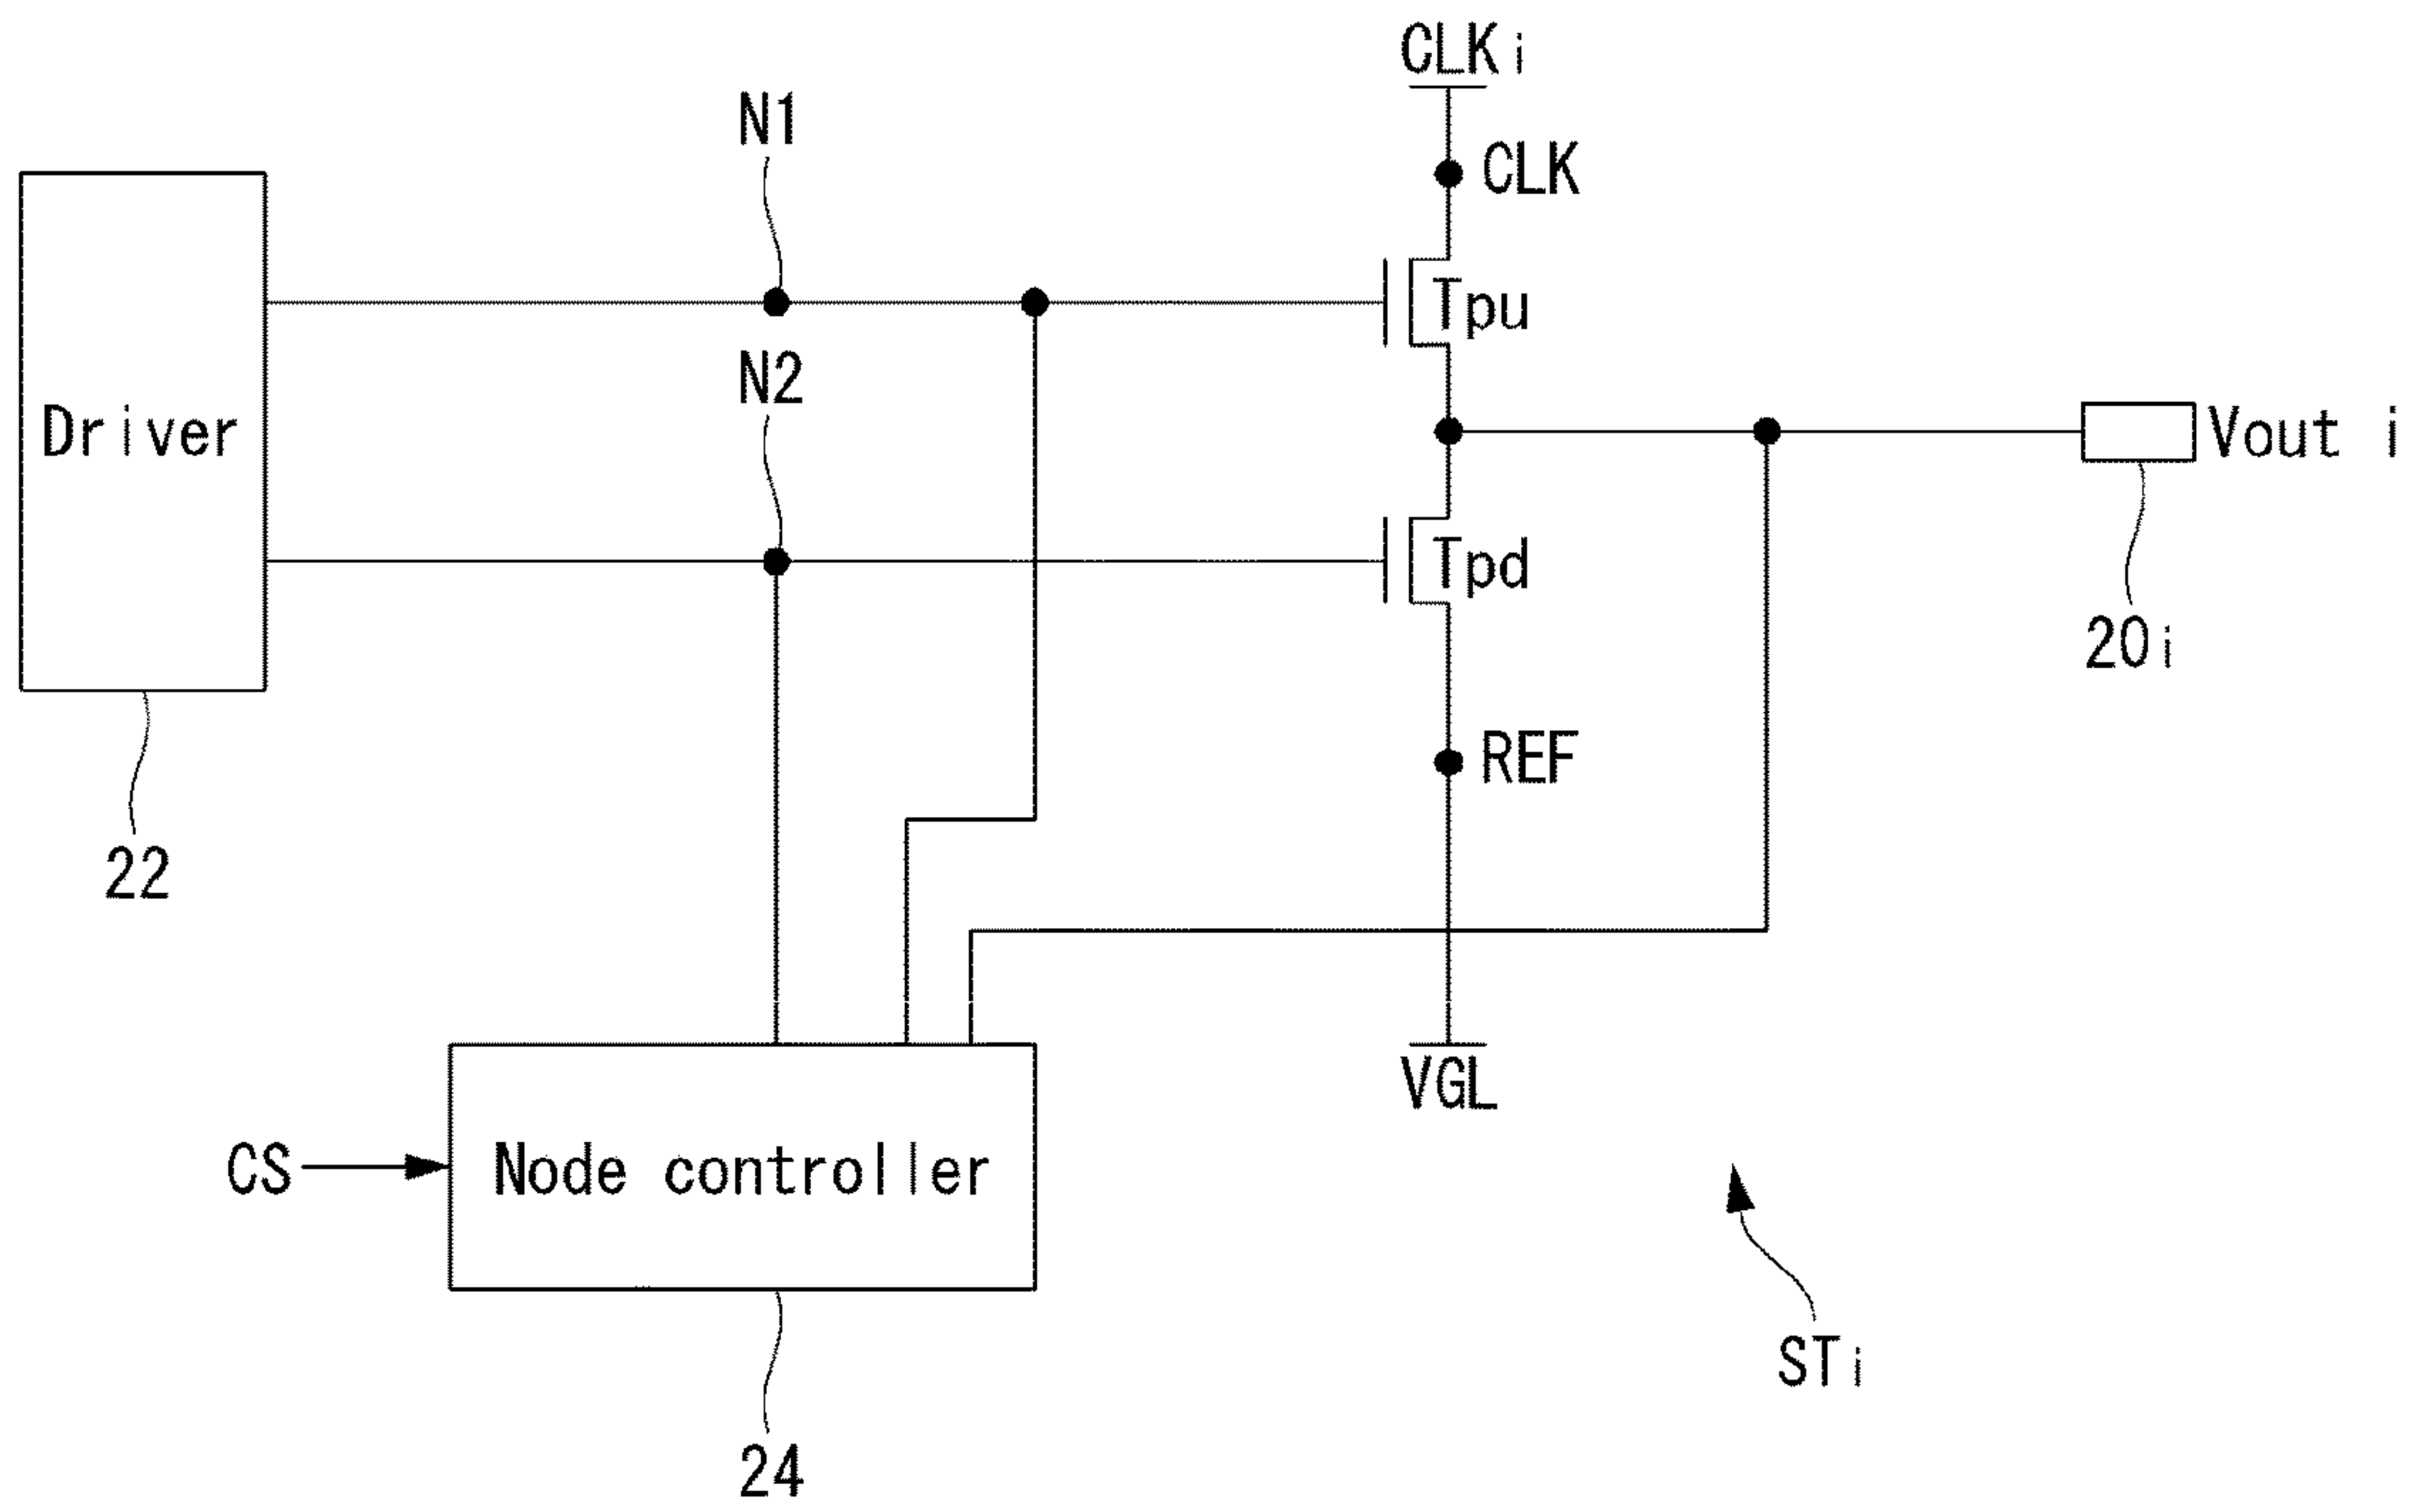 CLKi
N1
CLK
Tpu
N2
Driver
Vout i
Tpd
20i
REF
22
VGL
CS
Node controller
STi
24